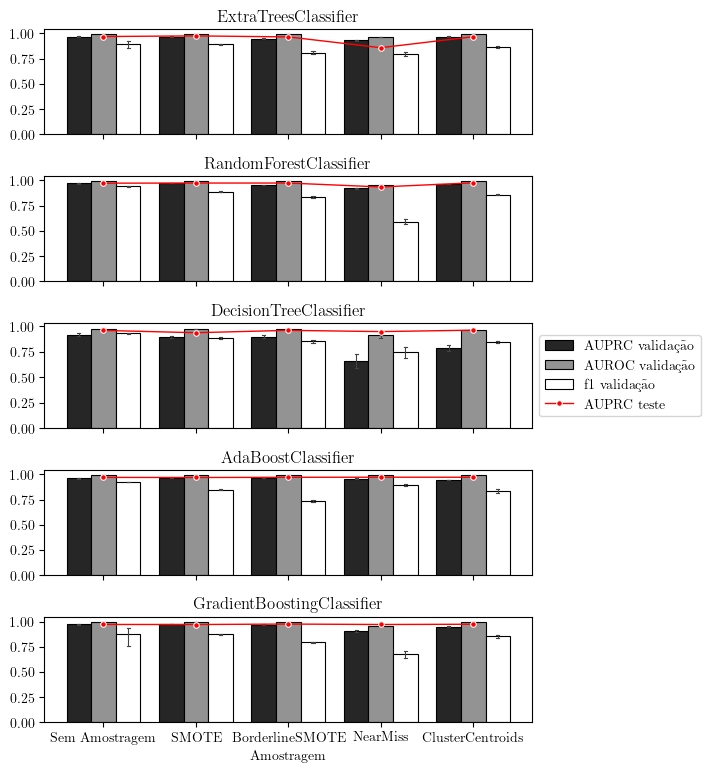 ExtraTreesClassifier
1.00
0.75
0.50
0.25
0.00
RandomForestClassifier
1.00
0.75
0.50
0.25
0.00
DecisionTreeClassifier
1.00
0.75
0.50
0.25
0.00
AUPRC validação
AUROC validação
f1 validação
AUPRC teste
AdaBoostClassifier
1.00
0.75
0.50
0.25
0.00
GradientBoostingClassifier
1.00
0.75
0.50
0.25
0.00
Sem Amostragem SMOTE BorderlineSMOTE NearMiss ClusterCentroids
Amostragem